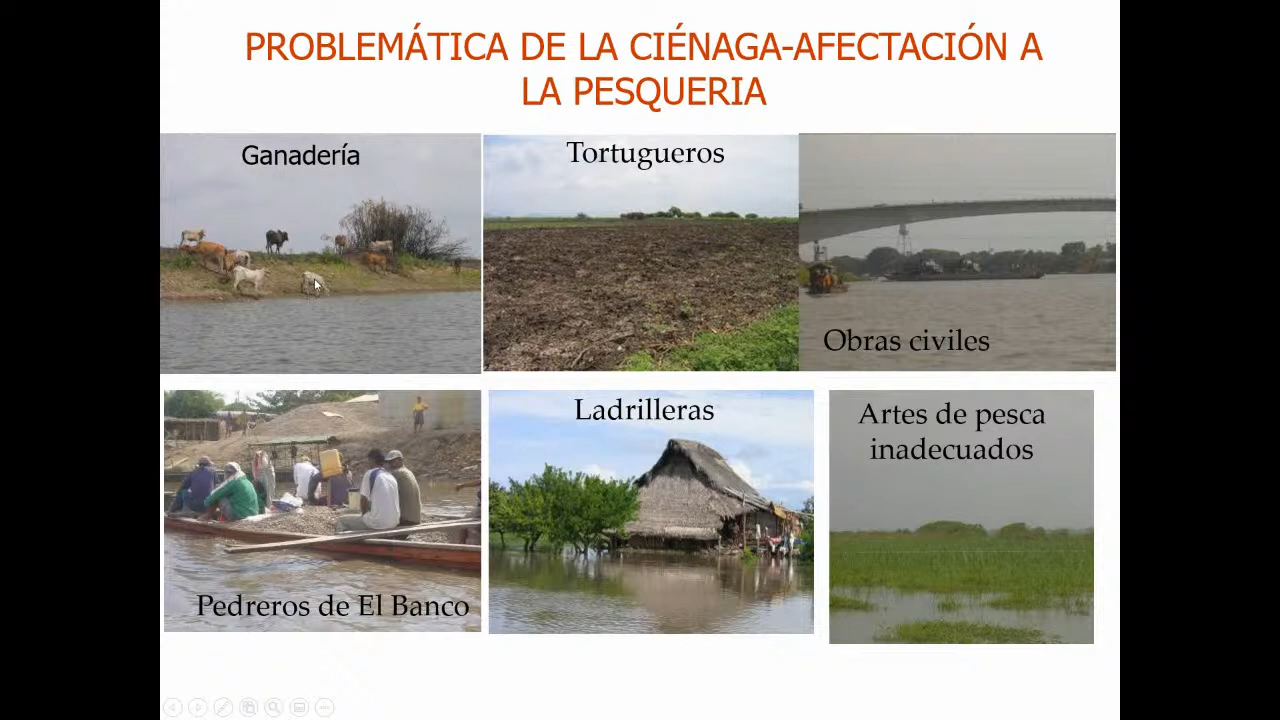 PROBLEMÁTICA DE LA CIÉNAGA-AFECTACIÓN A
LA PESQUERIA
Ganadería
Tortugueros
Obras civiles
Pedreros de El Banco
Ladrilleras
Artes de pesca
inadecuados